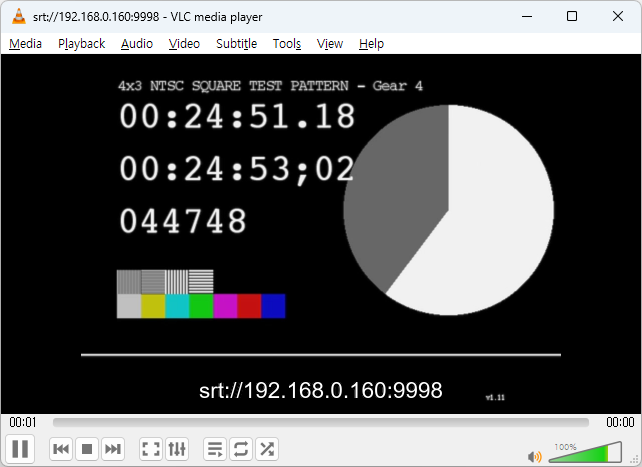 srt://192.168.0.160:9998 - VLC media player
Media Playback Audio Video Subtitle Tools View Help
4x3 NTSC SQUARE TEST PATTERN - Gear 4
00:24:51.18
00:24:53;02
044748
srt://192.168.0.160:9998
v1.11
00:01 00:00
100%